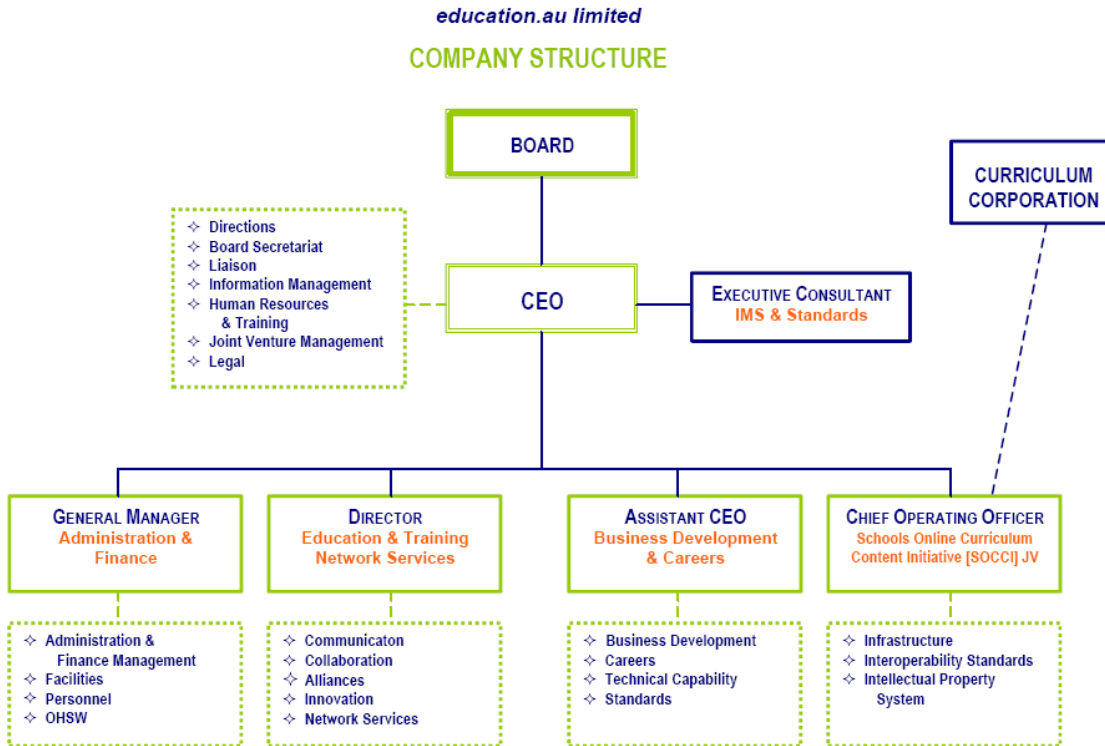 education.au limited
COMPANY STRUCTURE
BOARD
CURRICULUM
CORPORATION
✧ Directions
✧ Board Secretariat
✧ Liaison
✧ Information Management
✧ Human Resources
& Training
✧ Joint Venture Management
✧ Legal
CEO
EXECUTIVE CONSULTANT
IMS & Standards
GENERAL MANAGER
Administration &
Finance
DIRECTOR
Education & Training
Network Services
ASSISTANT CEO
Business Development
& Careers
CHIEF OPERATING OFFICER
Schools Online Curriculum
Content Initiative [SOCCI] JV
✧ Administration &
Finance Management
✧ Facilities
✧ Personnel
✧ OHSW
✧ Communicaton
✧ Collaboration
✧ Alliances
✧ Innovation
✧ Network Services
✧ Business Development
✧ Careers
✧ Technical Capability
✧ Standards
✧ Infrastructure
✧ Interoperability Standards
✧ Intellectual Property
System